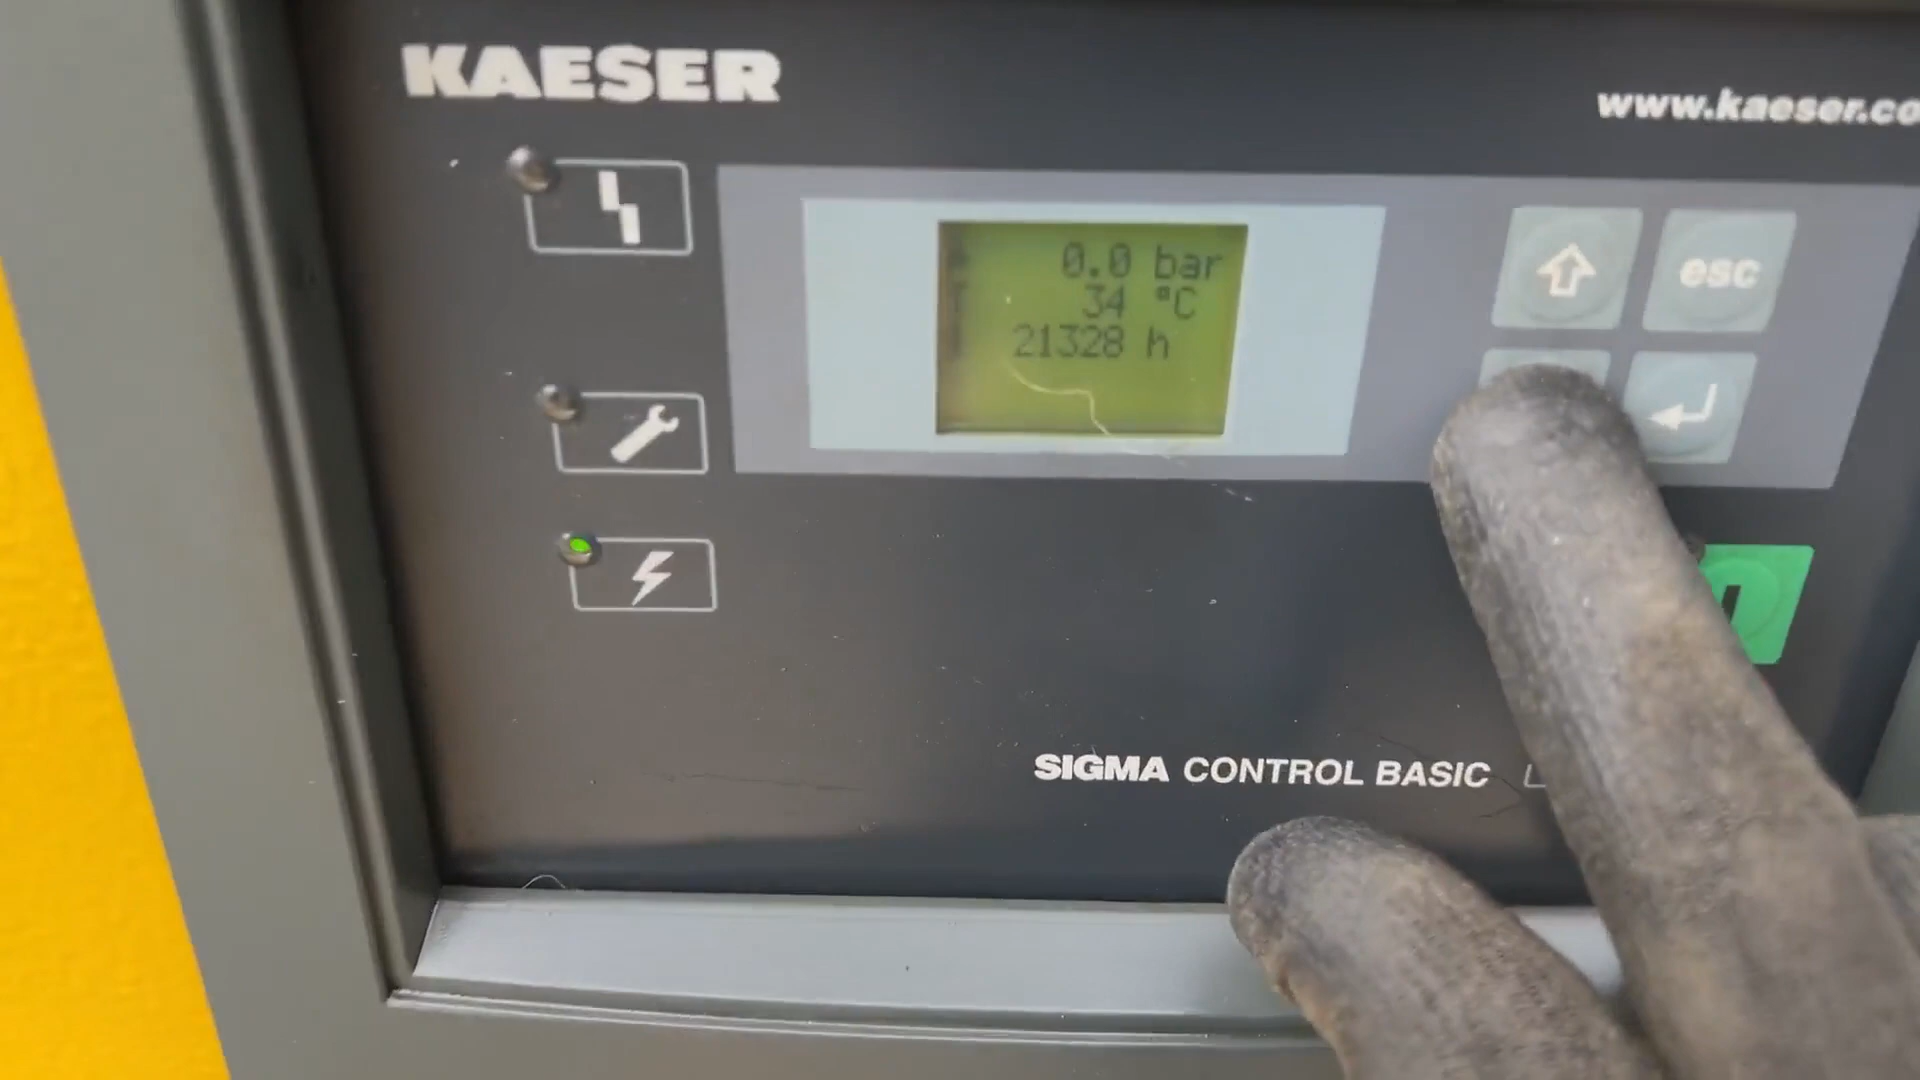 KAESER
www.kaeser.co
0.0 bar
34 °C
21328 h
esc
SIGMA CONTROL BASIC